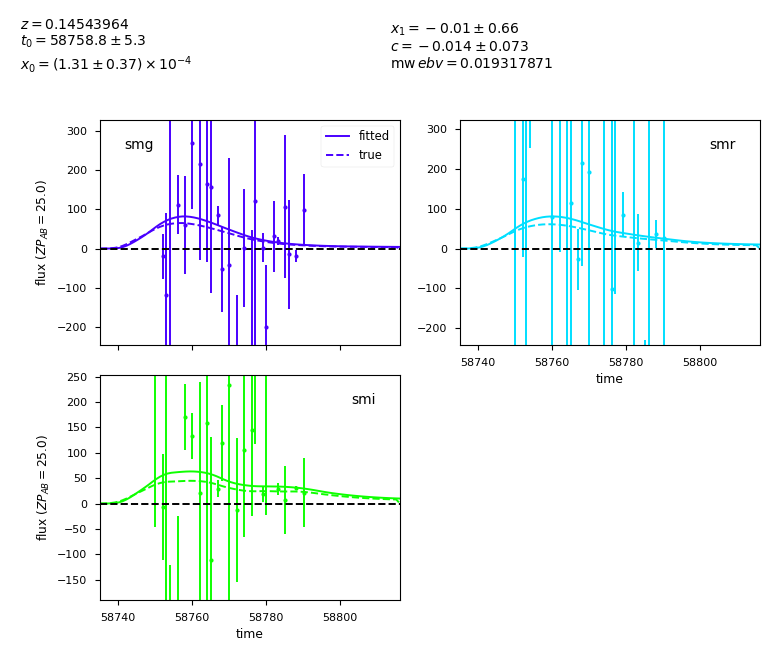 z = 0.14543964
t₀ = 58758.8 ± 5.3
x₀ = (1.31 ± 0.37) × 10⁻⁴
x₁ = −0.01 ± 0.66
c = −0.014 ± 0.073
mw ebv = 0.019317871
smg
fitted
true
300
200
100
0
−100
−200
flux (ZP_AB = 25.0)
smr
300
200
100
0
−100
−200
58740 58760 58780 58800
time
smi
250
200
150
100
50
0
−50
−100
−150
flux (ZP_AB = 25.0)
58740 58760 58780 58800
time